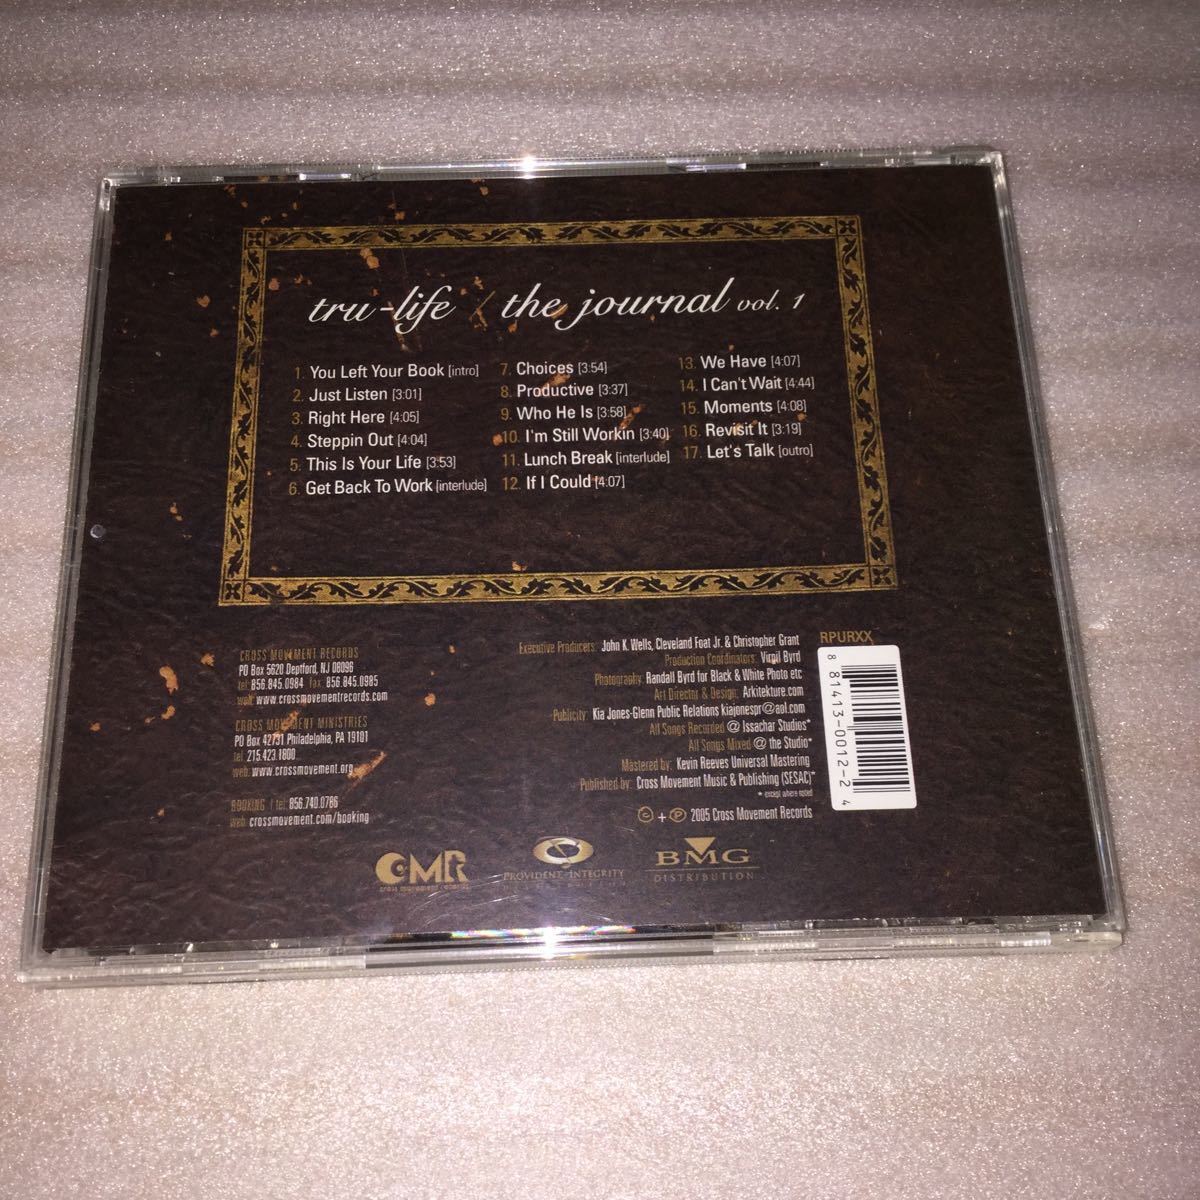 tru-life / the journal vol. 1
1. You Left Your Book [intro]
2. Just Listen [3:01]
3. Right Here [4:05]
4. Steppin Out [4:04]
5. This Is Your Life [3:53]
6. Get Back To Work [interlude]
7. Choices [3:54]
8. Productive [3:37]
9. Who He Is [3:58]
10. I'm Still Workin [3:40]
11. Lunch Break [interlude]
12. If I Could [4:07]
13. We Have [4:07]
14. I Can't Wait [4:44]
15. Moments [4:08]
16. Revisit It [3:19]
17. Let's Talk [outro]
CROSS MOVEMENT RECORDS
PO Box 5620 Deptford, NJ 08096
tel: 856.845.0984 fax 856.845.0985
web: www.crossmovementrecords.com
CROSS MOVEMENT MINISTRIES
PO Box 42731 Philadelphia, PA 19101
tel 215.423.1800
web: www.crossmovement.org
BOOKING | tel: 856.740.0786
web: crossmovement.com/booking
Executive Producers: John K. Wells, Cleveland Foat Jr. & Christopher Grant
Production Coordinators: Virgil Byrd
Photography: Randall Byrd for Black & White Photo etc
Art Director & Design: Arkitekture.com
Publicity: Kia Jones-Glenn Public Relations kiajonespr@aol.com
All Songs Recorded @ Issachar Studios*
All Songs Mixed @ the Studio*
Mastered by: Kevin Reeves Universal Mastering
Published by: Cross Movement Music & Publishing (SESAC)*
* except where noted
© + ℗ 2005 Cross Movement Records
RPURXX
8 81413-0012-2 4
CMR
cross movement records
PROVIDENT-INTEGRITY
BMG
DISTRIBUTION